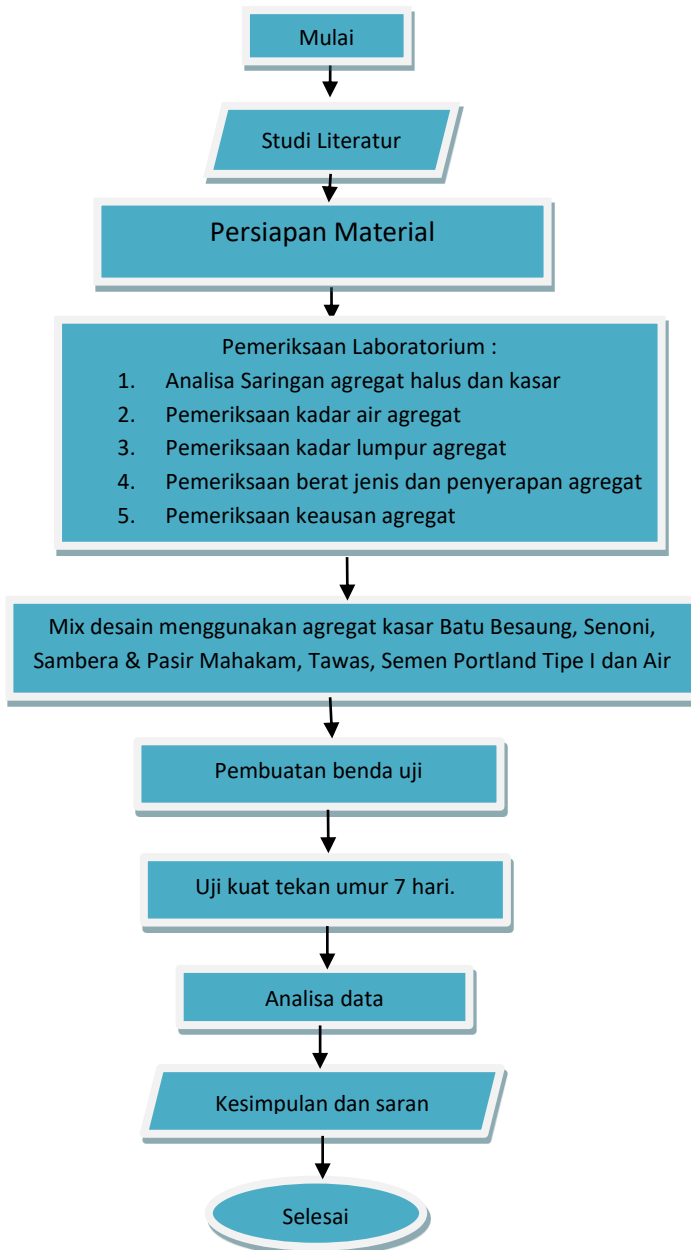 Mulai
Studi Literatur
Persiapan Material
Pemeriksaan Laboratorium :
1. Analisa Saringan agregat halus dan kasar
2. Pemeriksaan kadar air agregat
3. Pemeriksaan kadar lumpur agregat
4. Pemeriksaan berat jenis dan penyerapan agregat
5. Pemeriksaan keausan agregat
Mix desain menggunakan agregat kasar Batu Besaung, Senoni,
Sambera & Pasir Mahakam, Tawas, Semen Portland Tipe I dan Air
Pembuatan benda uji
Uji kuat tekan umur 7 hari.
Analisa data
Kesimpulan dan saran
Selesai